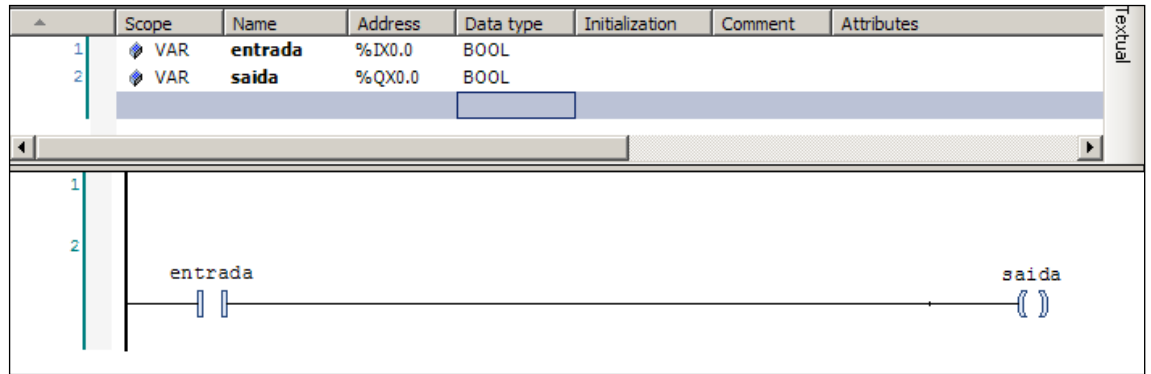 Scope Name Address Data type Initialization Comment Attributes
Textual
1 VAR entrada %IX0.0 BOOL
2 VAR saida %QX0.0 BOOL
1
2
entrada saida